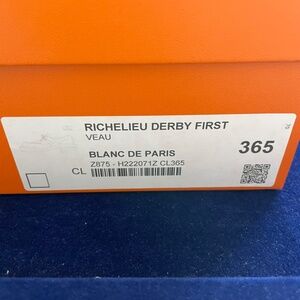 RICHELIEU DERBY FIRST
VEAU
BLANC DE PARIS
365
Z875 - H222071Z CL365
CL